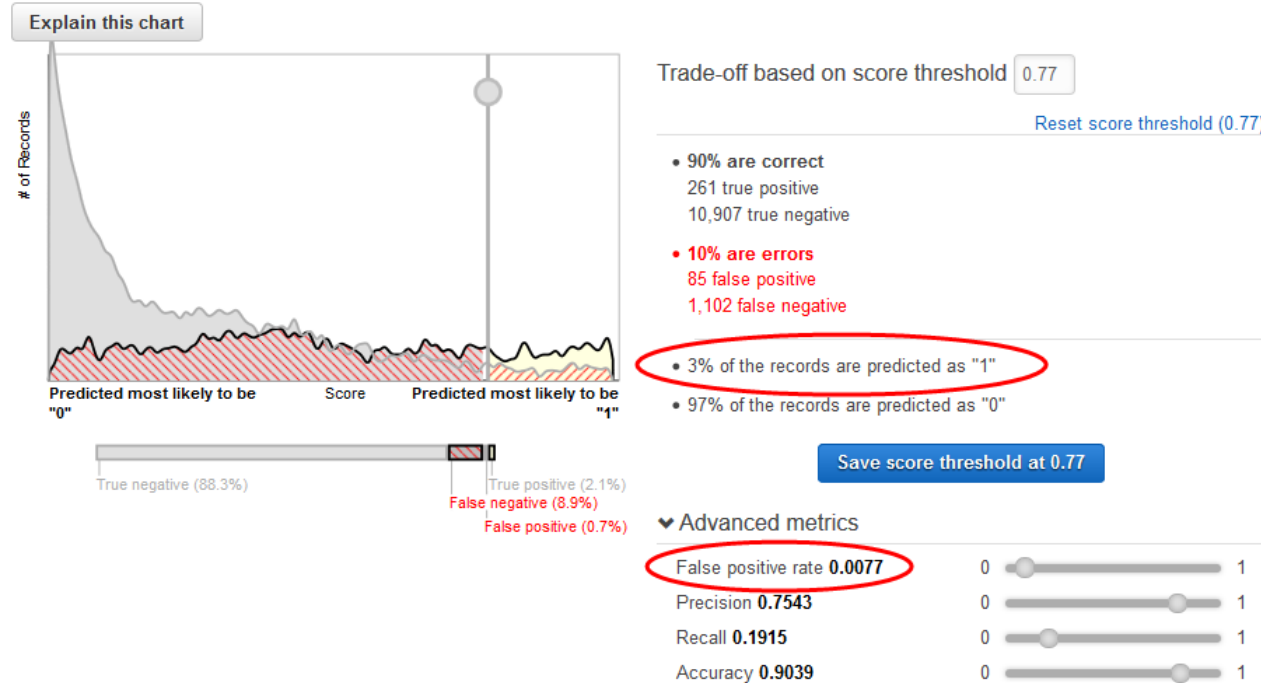 Explain this chart
# of Records
Predicted most likely to be "0"
Score
Predicted most likely to be "1"
True negative (88.3%)
True positive (2.1%)
False negative (8.9%)
False positive (0.7%)
Trade-off based on score threshold 0.77
Reset score threshold (0.77)
• 90% are correct
261 true positive
10,907 true negative
• 10% are errors
85 false positive
1,102 false negative
• 3% of the records are predicted as "1"
• 97% of the records are predicted as "0"
Save score threshold at 0.77
Advanced metrics
False positive rate 0.0077 0 1
Precision 0.7543 0 1
Recall 0.1915 0 1
Accuracy 0.9039 0 1